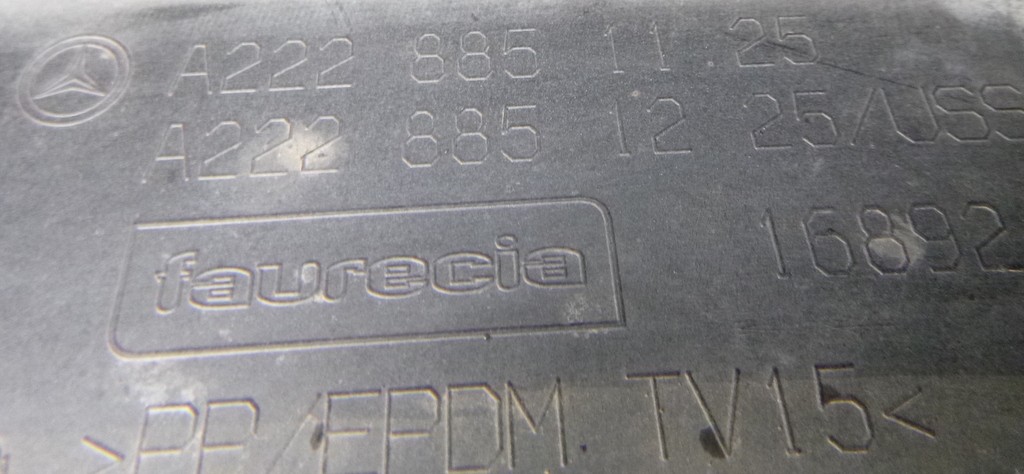 A222 885 11 25
A222 885 12 25/USS
faurecia
16892
>PP/EPDM TV15<